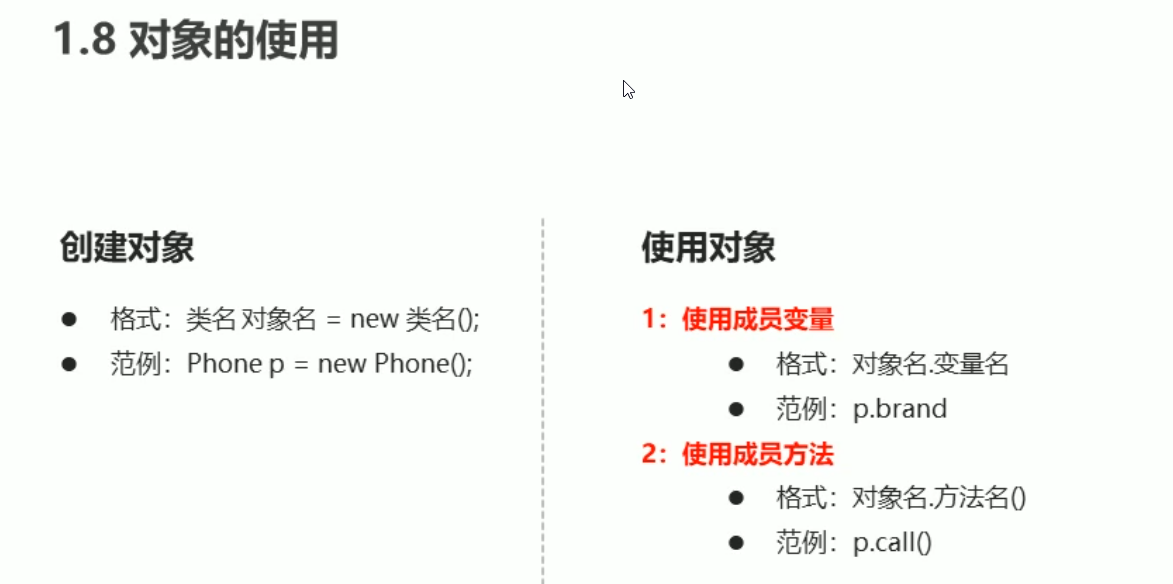 1.8 对象的使用
创建对象
● 格式：类名 对象名 = new 类名();
● 范例：Phone p = new Phone();
使用对象
1：使用成员变量
● 格式：对象名.变量名
● 范例：p.brand
2：使用成员方法
● 格式：对象名.方法名()
● 范例：p.call()